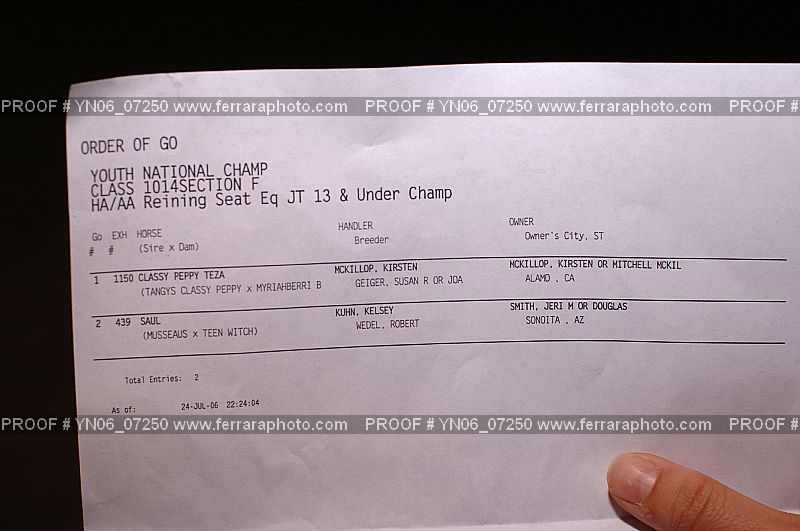 PROOF # YN06_07250 www.ferraraphoto.com PROOF # YN06_07250 www.ferraraphoto.com PROOF #
ORDER OF GO
YOUTH NATIONAL CHAMP
CLASS 1014SECTION F
HA/AA Reining Seat Eq JT 13 & Under Champ
Go EXH HORSE HANDLER OWNER
# # (Sire x Dam) Breeder Owner's City, ST
1 1150 CLASSY PEPPY TEZA MCKILLOP, KIRSTEN MCKILLOP, KIRSTEN OR MITCHELL MCKIL
(TANGYS CLASSY PEPPY x MYRIAHBERRI B GEIGER, SUSAN R OR JOA ALAMO , CA
2 439 SAUL KUHN, KELSEY SMITH, JERI M OR DOUGLAS
(MUSSEAUS x TEEN WITCH) WEDEL, ROBERT SONOITA , AZ
Total Entries: 2
As of: 24-JUL-06 22:24:04
PROOF # YN06_07250 www.ferraraphoto.com PROOF # YN06_07250 www.ferraraphoto.com PROOF #